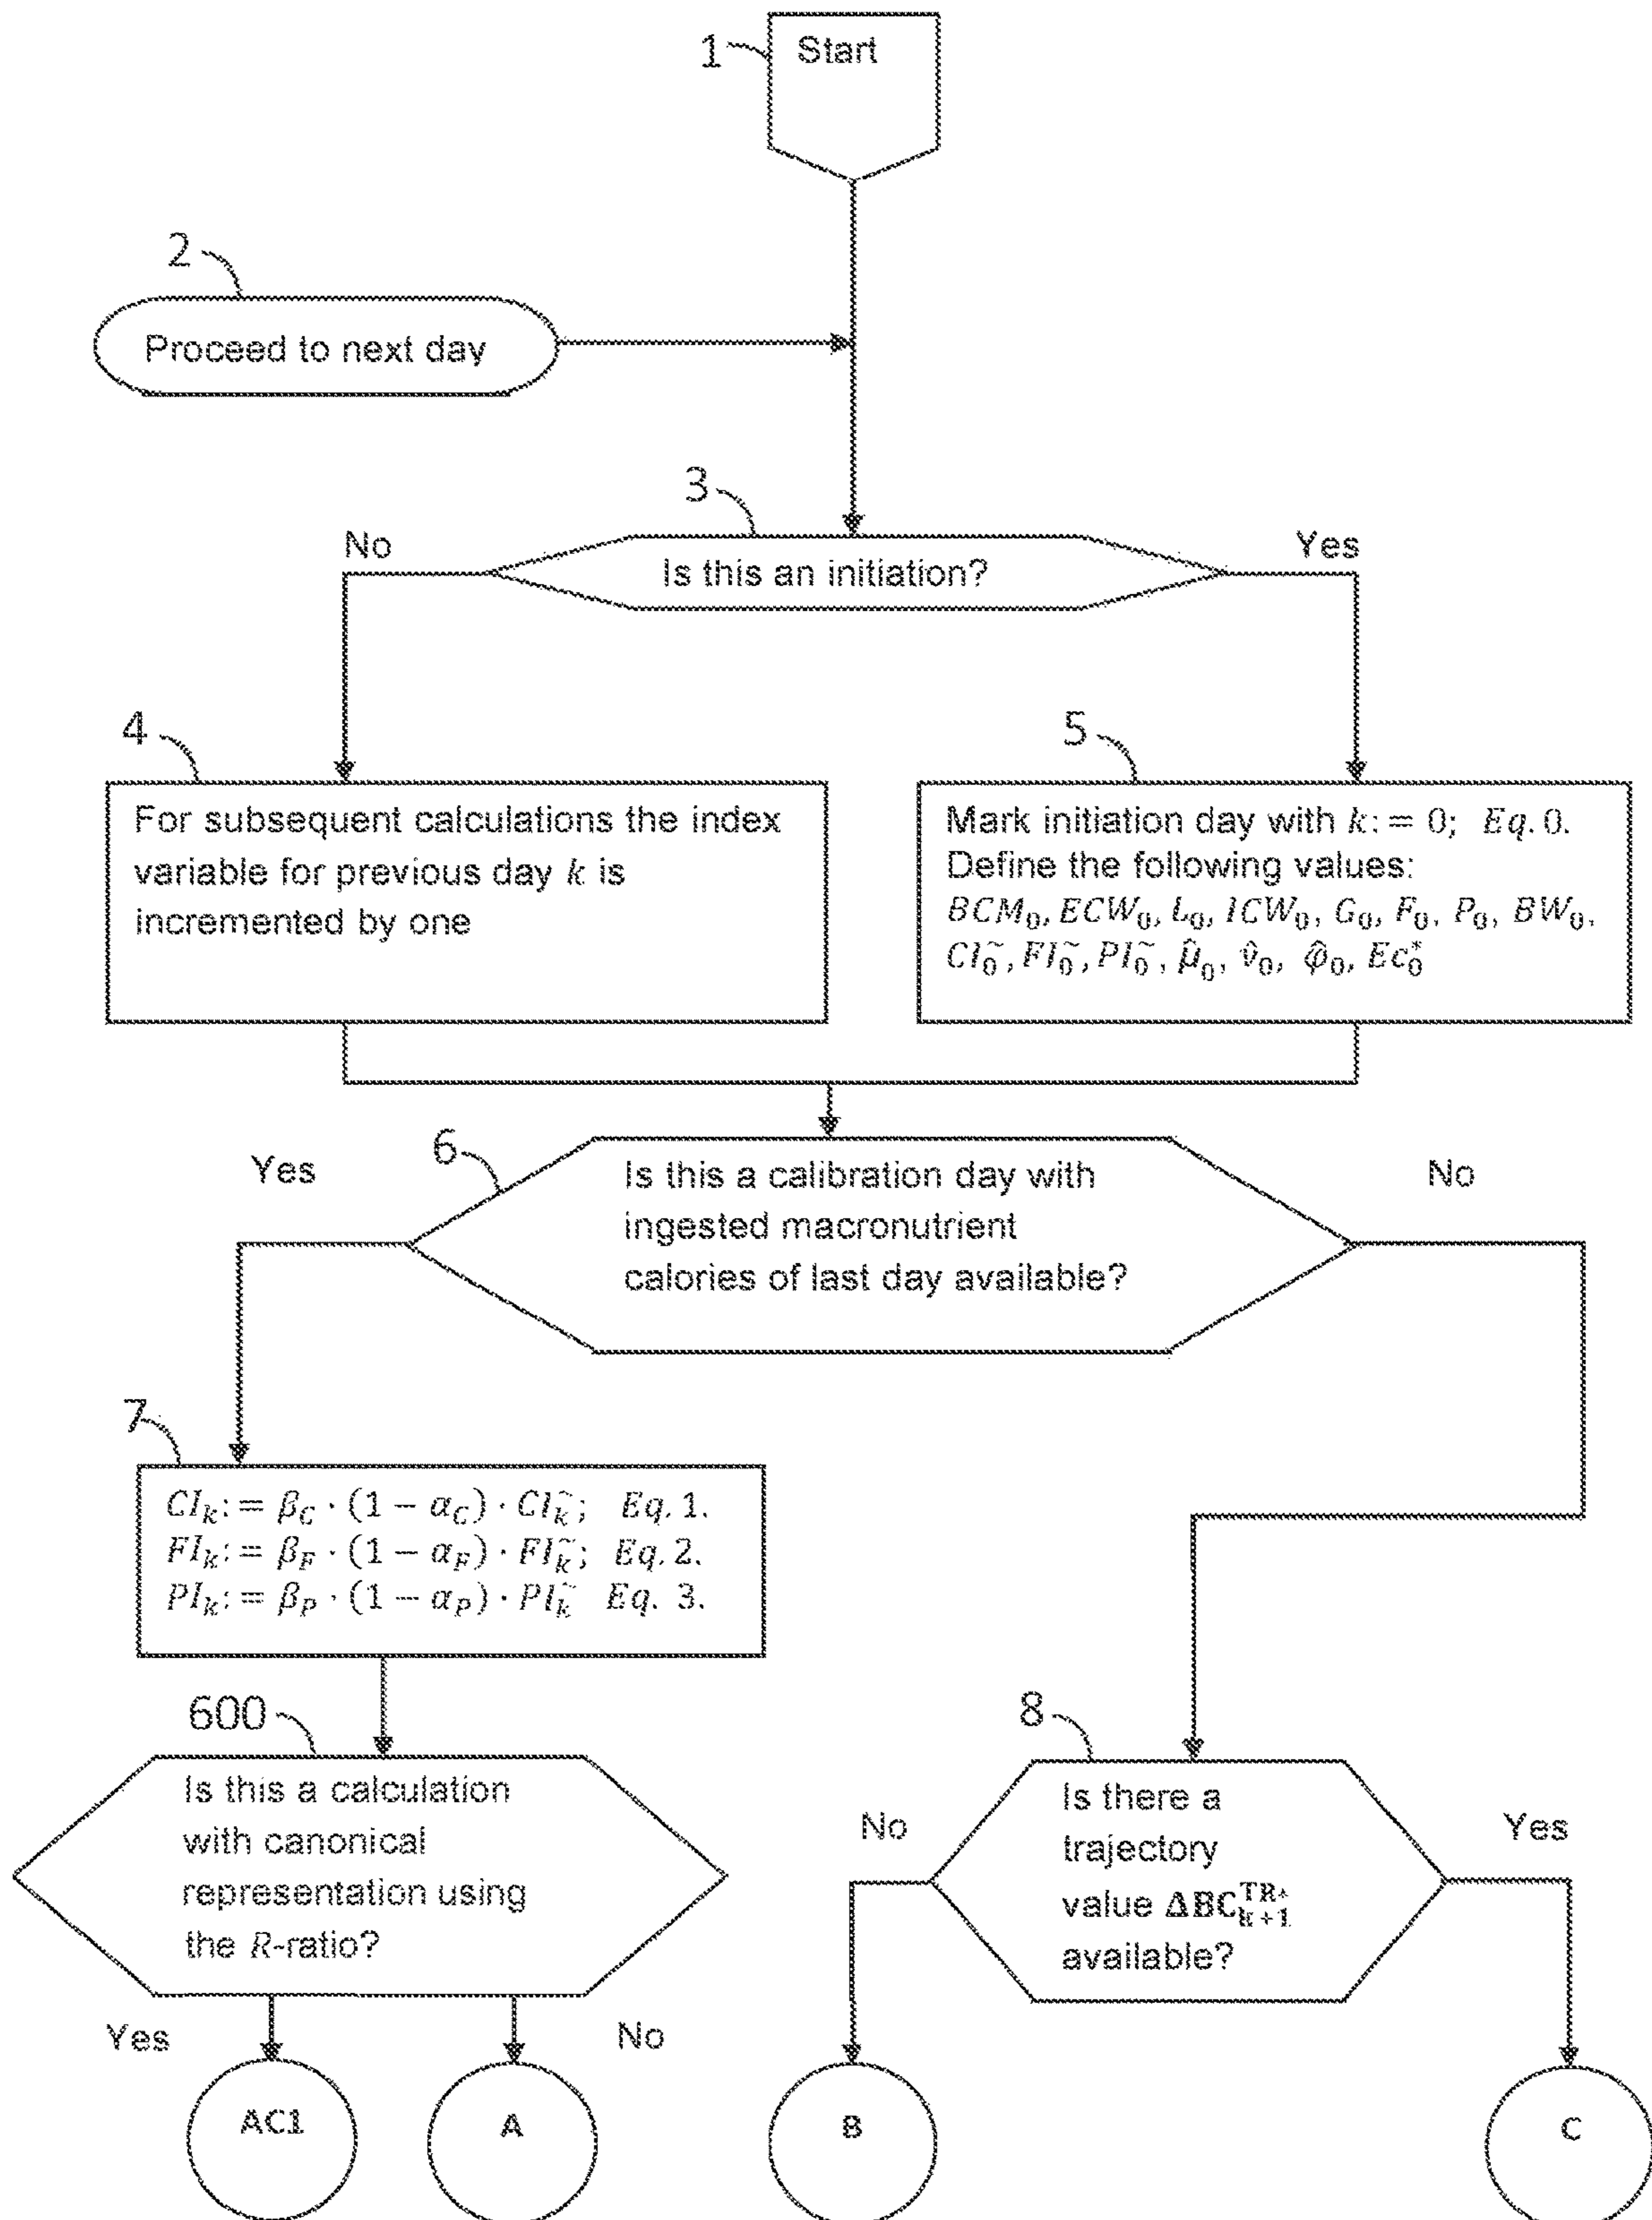 1
Start
2
Proceed to next day
3
No
Yes
Is this an initiation?
4
5
For subsequent calculations the index
variable for previous day k is
incremented by one
Mark initiation day with k: = 0; Eq. 0.
Define the following values:
BCM₀, ECW₀, L₀, ICW₀, G₀, F₀, P₀, BW₀,
CI₀~, FI₀~, PI₀~, μ̂₀, ν̂₀, φ̂₀, Ec₀*
6
Yes
No
Is this a calibration day with
ingested macronutrient
calories of last day available?
7
CIₖ: = β_C · (1 − α_C) · CIₖ~; Eq. 1.
FIₖ: = β_F · (1 − α_F) · FIₖ~; Eq. 2.
PIₖ: = β_P · (1 − α_P) · PIₖ~ Eq. 3.
600
8
Is this a calculation
with canonical
representation using
the R-ratio?
No
Yes
Is there a
trajectory
value ΔBC_{k+1}^{TR*}
available?
Yes
No
AC1
A
B
C